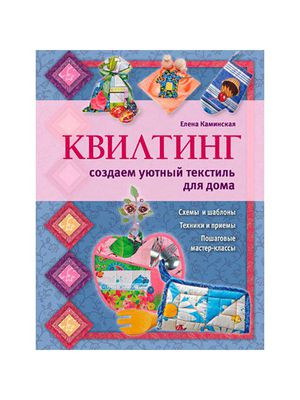 Елена Каминская
КВИЛТИНГ
создаем уютный текстиль
для дома
Схемы и шаблоны
Техники и приемы
Пошаговые
мастер-классы